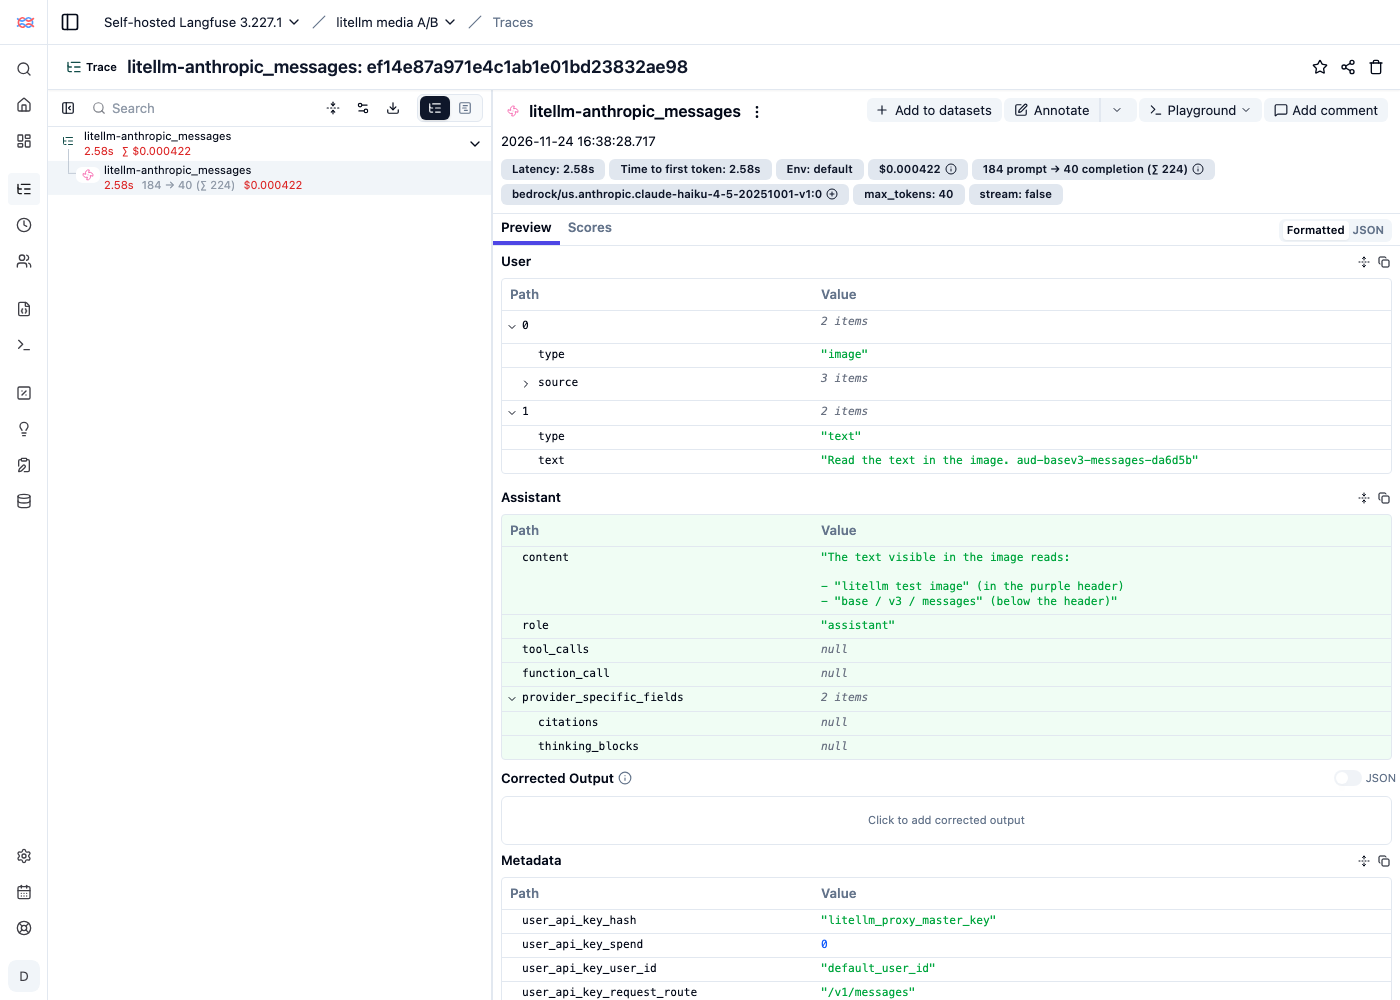 Self-hosted Langfuse 3.227.1
litellm media A/B
Traces
Trace
litellm-anthropic_messages: ef14e87a971e4c1ab1e01bd23832ae98
Search
litellm-anthropic_messages
2.58s ∑ $0.000422
litellm-anthropic_messages
2.58s 184 → 40 (∑ 224) $0.000422
litellm-anthropic_messages
Add to datasets
Annotate
Playground
Add comment
2026-11-24 16:38:28.717
Latency: 2.58s
Time to first token: 2.58s
Env: default
$0.000422
184 prompt → 40 completion (∑ 224)
bedrock/us.anthropic.claude-haiku-4-5-20251001-v1:0
max_tokens: 40
stream: false
Preview
Scores
Formatted
JSON
User
Path Value
0 2 items
type "image"
source 3 items
1 2 items
type "text"
text "Read the text in the image. aud-basev3-messages-da6d5b"
Assistant
Path Value
content "The text visible in the image reads:
- "litellm test image" (in the purple header)
- "base / v3 / messages" (below the header)"
role "assistant"
tool_calls null
function_call null
provider_specific_fields 2 items
citations null
thinking_blocks null
Corrected Output
JSON
Click to add corrected output
Metadata
Path Value
user_api_key_hash "litellm_proxy_master_key"
user_api_key_spend 0
user_api_key_user_id "default_user_id"
user_api_key_request_route "/v1/messages"
D